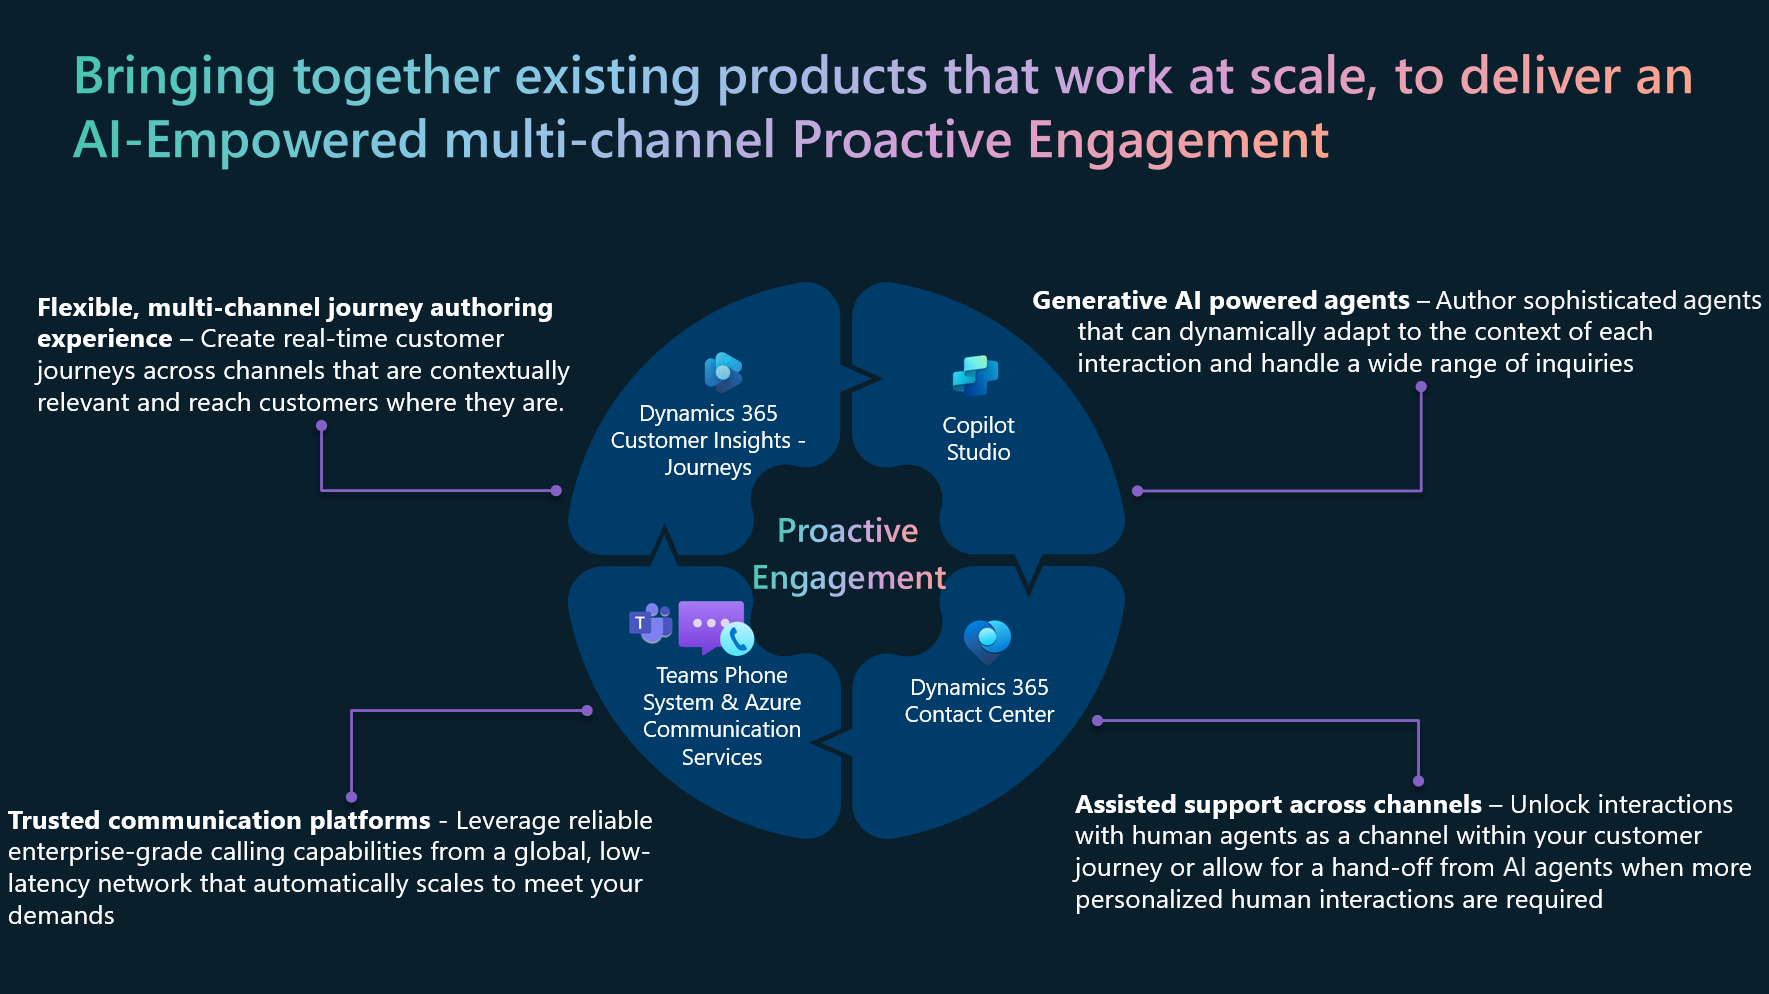 Bringing together existing products that work at scale, to deliver an
AI-Empowered multi-channel Proactive Engagement
Flexible, multi-channel journey authoring
experience – Create real-time customer
journeys across channels that are contextually
relevant and reach customers where they are.
Generative AI powered agents – Author sophisticated agents
that can dynamically adapt to the context of each
interaction and handle a wide range of inquiries
Dynamics 365
Customer Insights -
Journeys
Copilot
Studio
Proactive
Engagement
T
Teams Phone
System & Azure
Communication
Services
Dynamics 365
Contact Center
Trusted communication platforms - Leverage reliable
enterprise-grade calling capabilities from a global, low-
latency network that automatically scales to meet your
demands
Assisted support across channels – Unlock interactions
with human agents as a channel within your customer
journey or allow for a hand-off from AI agents when more
personalized human interactions are required